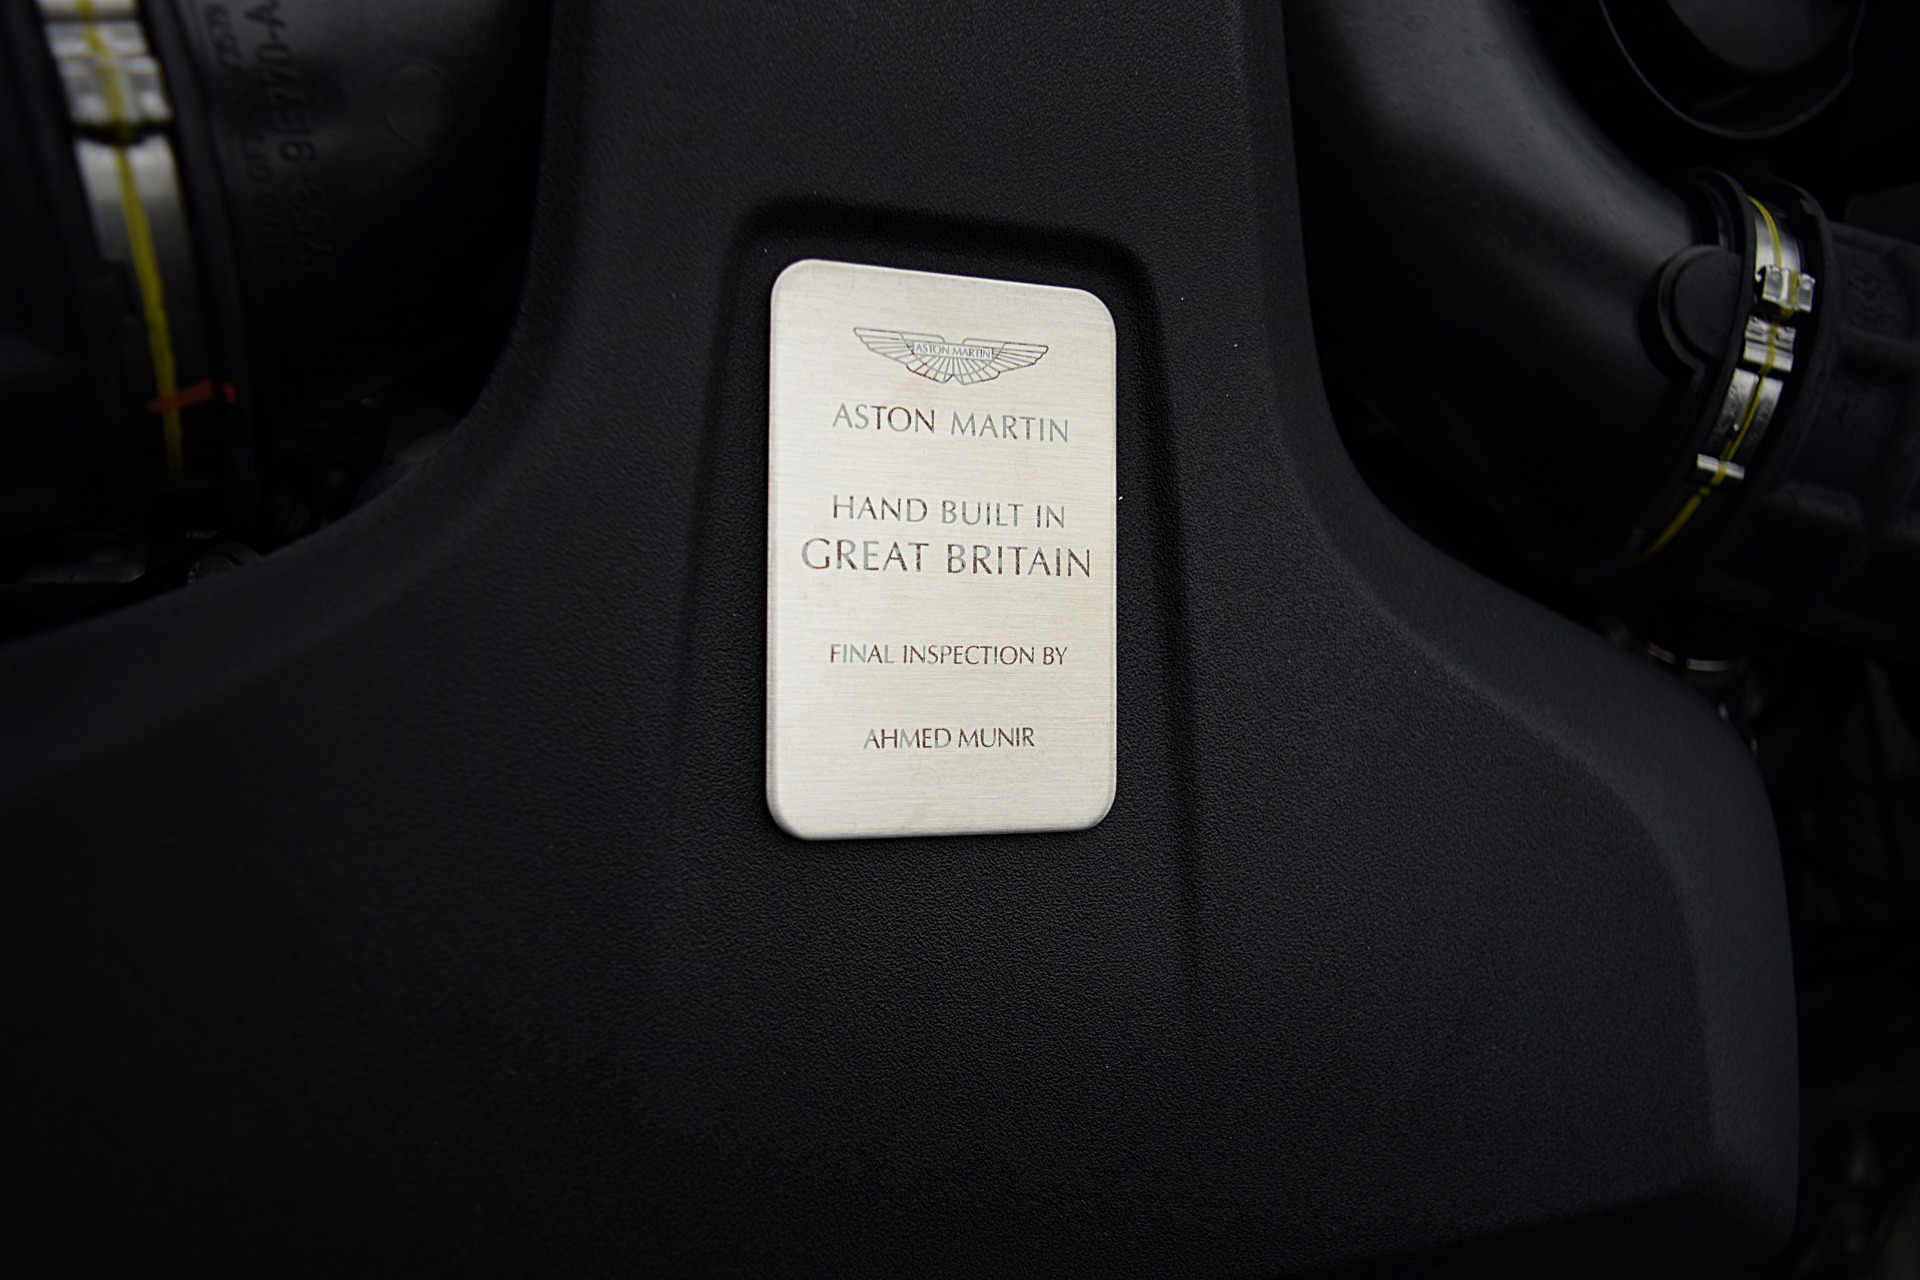 ASTON MARTIN
ASTON MARTIN
HAND BUILT IN
GREAT BRITAIN
FINAL INSPECTION BY
AHMED MUNIR